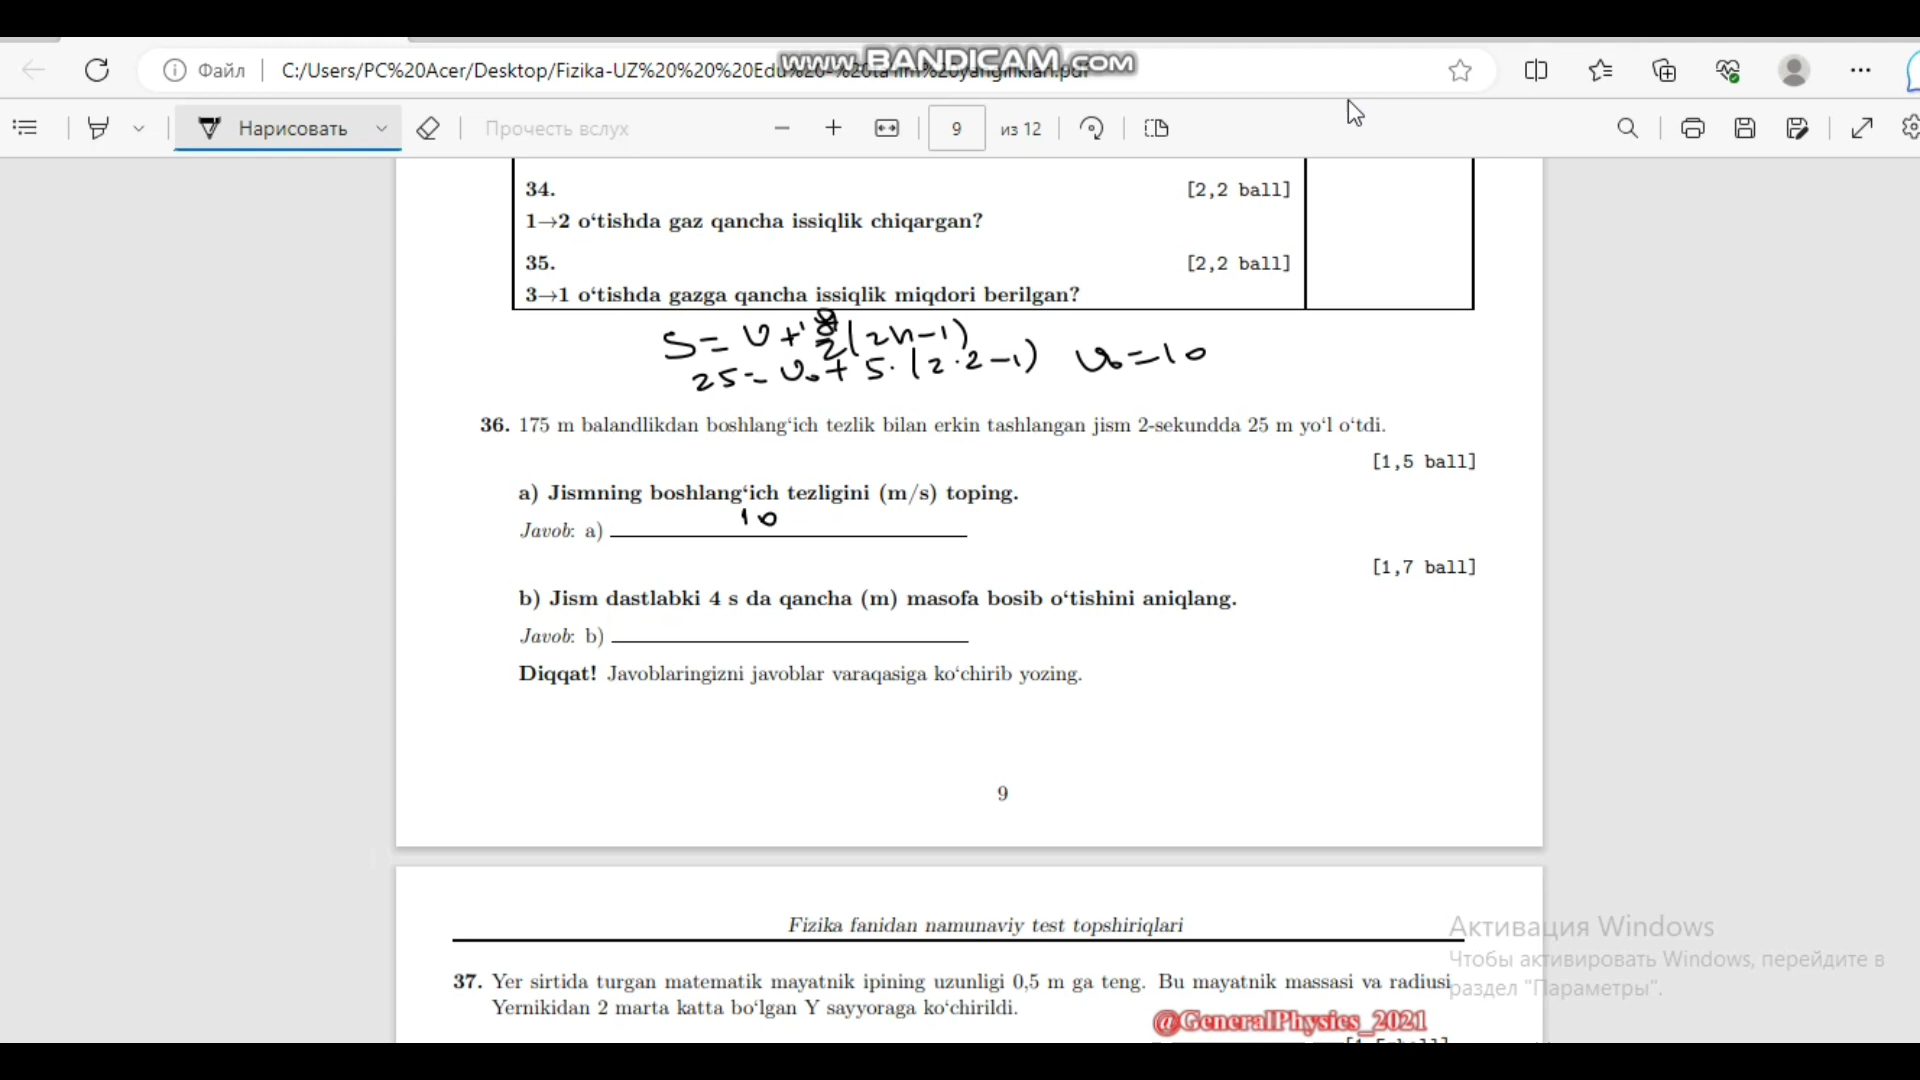 www.BANDICAM.com
Файл C:/Users/PC%20Acer/Desktop/Fizika-UZ%20%20%20Edu
Нарисовать Прочесть вслух 9 из 12
34. [2,2 ball]
1→2 o‘tishda gaz qancha issiqlik chiqargan?
35. [2,2 ball]
3→1 o‘tishda gazga qancha issiqlik miqdori berilgan?
25=υ₀+5·(2·2-1) υ₀=10
36. 175 m balandlikdan boshlang‘ich tezlik bilan erkin tashlangan jism 2-sekundda 25 m yo‘l o‘tdi.
[1,5 ball]
a) Jismning boshlang‘ich tezligini (m/s) toping.
10
Javob: a)
[1,7 ball]
b) Jism dastlabki 4 s da qancha (m) masofa bosib o‘tishini aniqlang.
Javob: b)
Diqqat! Javoblaringizni javoblar varaqasiga ko‘chirib yozing.
9
Fizika fanidan namunaviy test topshiriqlari
Активация Windows
Чтобы активировать Windows, перейдите в
раздел "Параметры".
37. Yer sirtida turgan matematik mayatnik ipining uzunligi 0,5 m ga teng. Bu mayatnik massasi va radiusi
Yernikidan 2 marta katta bo‘lgan Y sayyoraga ko‘chirildi.
@GeneralPhysics_2021